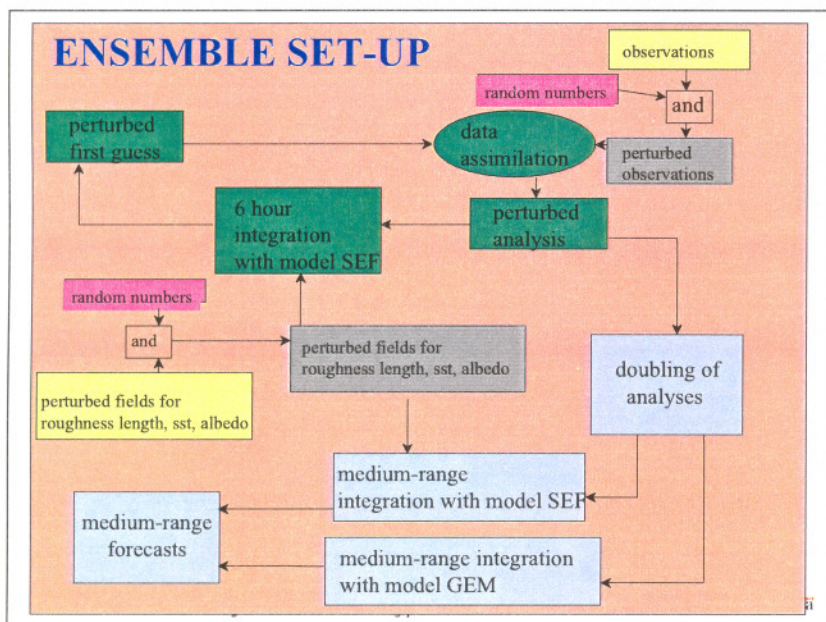 ENSEMBLE SET-UP
observations
random numbers
and
perturbed
first guess
data
assimilation
perturbed
observations
6 hour
integration
with model SEF
perturbed
analysis
random numbers
and
perturbed fields for
roughness length, sst, albedo
perturbed fields for
roughness length, sst, albedo
doubling of
analyses
medium-range
integration with model SEF
medium-range
forecasts
medium-range integration
with model GEM